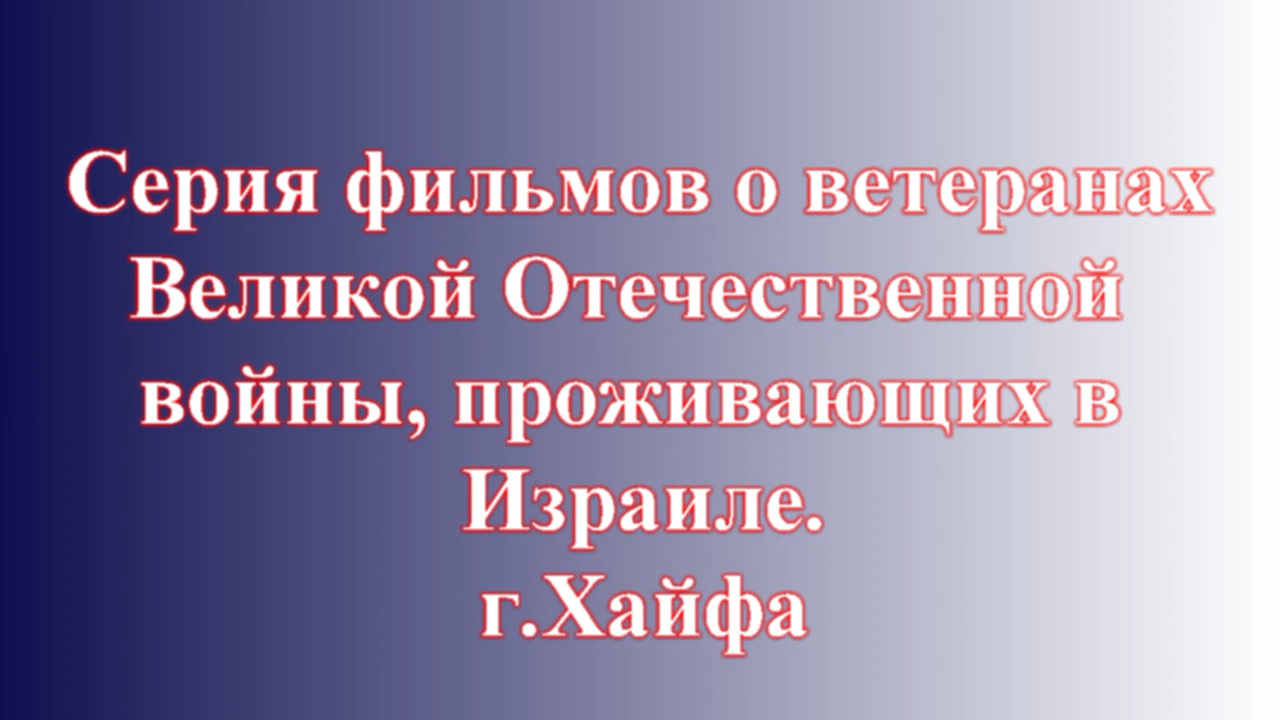 Серия фильмов о ветеранах
Великой Отечественной
войны, проживающих в
Израиле.
г.Хайфа